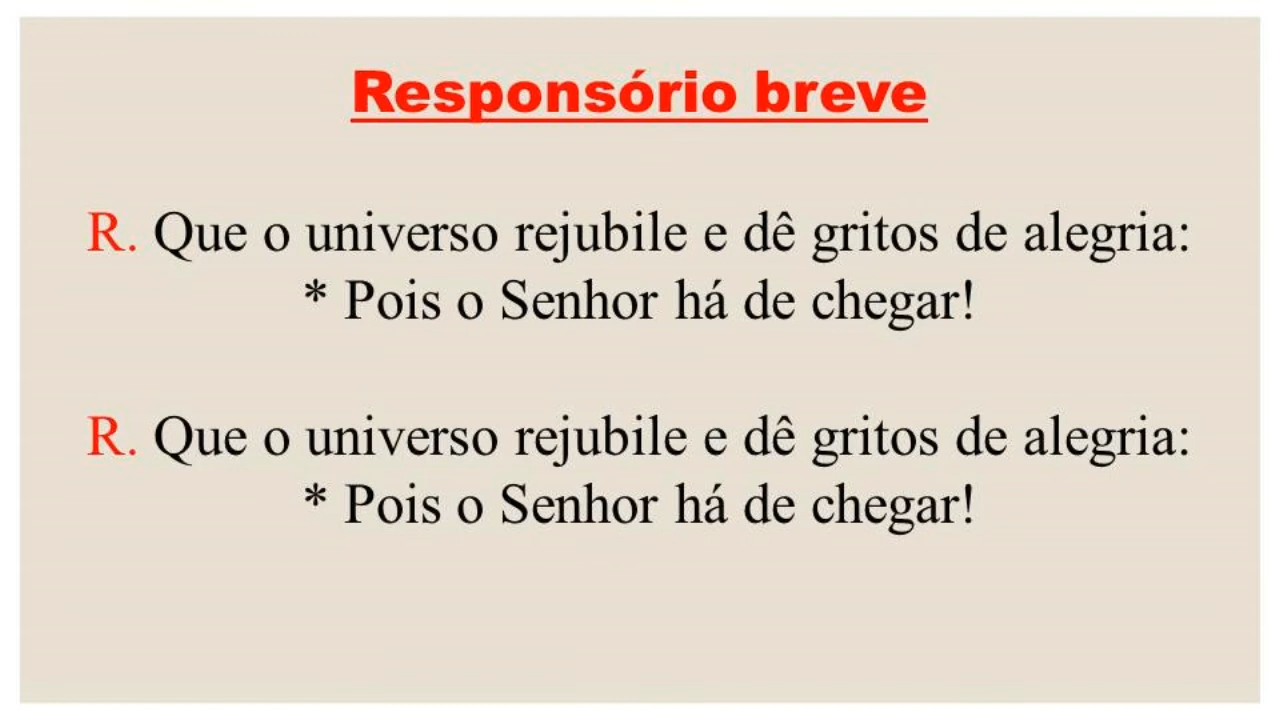 Responsório breve
R. Que o universo rejubile e dê gritos de alegria:
* Pois o Senhor há de chegar!
R. Que o universo rejubile e dê gritos de alegria:
* Pois o Senhor há de chegar!